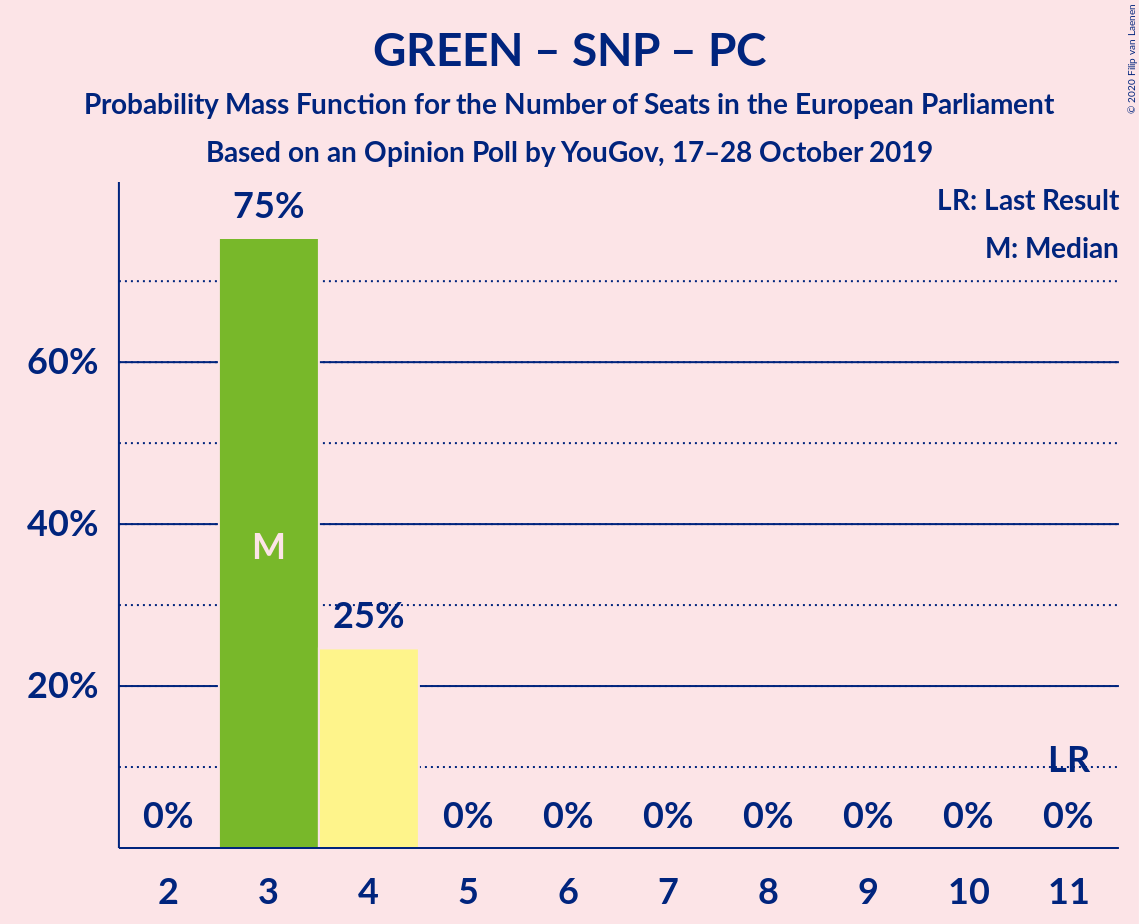 GREEN – SNP – PC
Probability Mass Function for the Number of Seats in the European Parliament
Based on an Opinion Poll by YouGov, 17–28 October 2019
© 2020 Filip van Laenen
LR: Last Result
M: Median
75%
60%
40%
M
25%
20%
LR
0% 0% 0% 0% 0% 0% 0% 0%
2 3 4 5 6 7 8 9 10 11